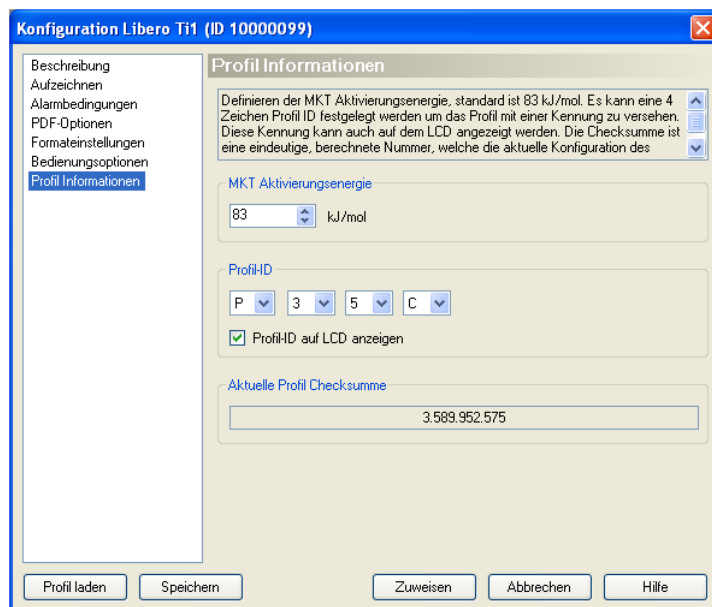 Konfiguration Libero Ti1 (ID 10000099)
Beschreibung
Aufzeichnen
Alarmbedingungen
PDF-Optionen
Formateinstellungen
Bedienungsoptionen
Profil Informationen
Profil Informationen
Definieren der MKT Aktivierungsenergie, standard ist 83 kJ/mol. Es kann eine 4
Zeichen Profil ID festgelegt werden um das Profil mit einer Kennung zu versehen.
Diese Kennung kann auch auf dem LCD angezeigt werden. Die Checksumme ist
eine eindeutige, berechnete Nummer, welche die aktuelle Konfiguration des
MKT Aktivierungsenergie
83 kJ/mol
Profil-ID
P 3 5 C
Profil-ID auf LCD anzeigen
Aktuelle Profil Checksumme
3.589.952.575
Profil laden Speichern Zuweisen Abbrechen Hilfe